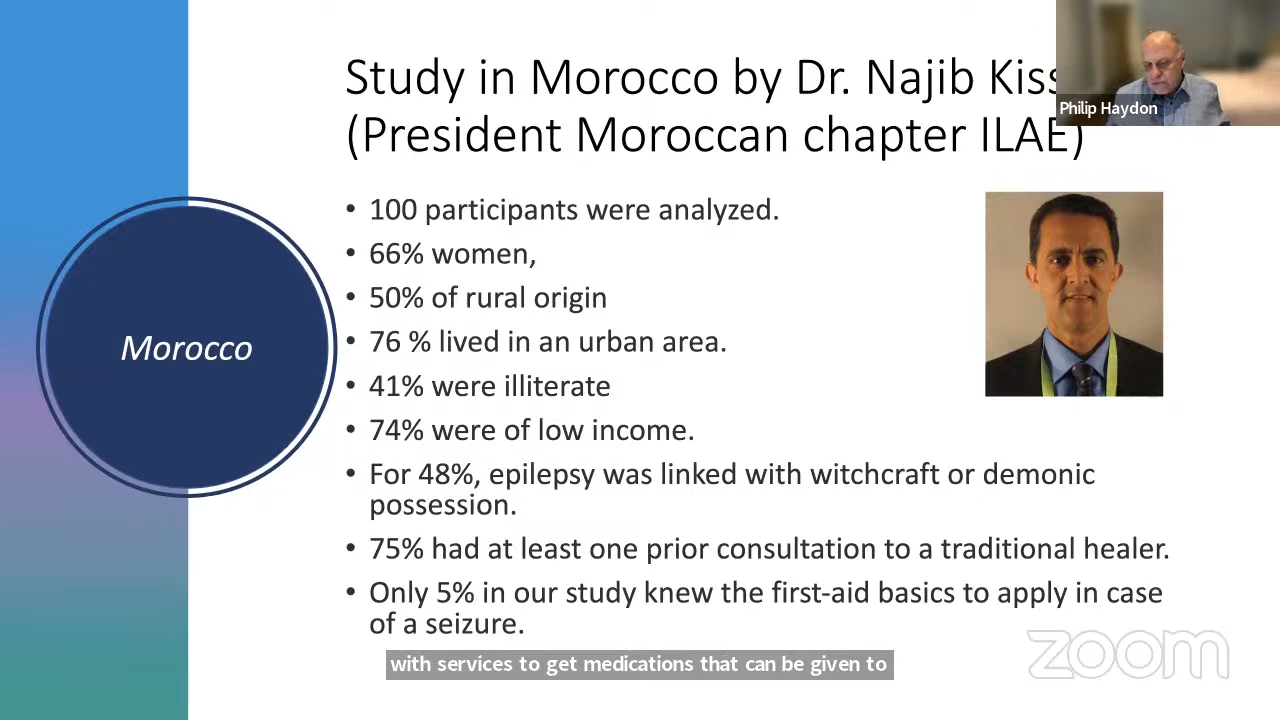 Study in Morocco by Dr. Najib
(President Moroccan chapter ILAE)
Philip Haydon
Morocco
• 100 participants were analyzed.
• 66% women,
• 50% of rural origin
• 76 % lived in an urban area.
• 41% were illiterate
• 74% were of low income.
• For 48%, epilepsy was linked with witchcraft or demonic
possession.
• 75% had at least one prior consultation to a traditional healer.
• Only 5% in our study knew the first-aid basics to apply in case
of a seizure.
with services to get medications that can be given to
zoom